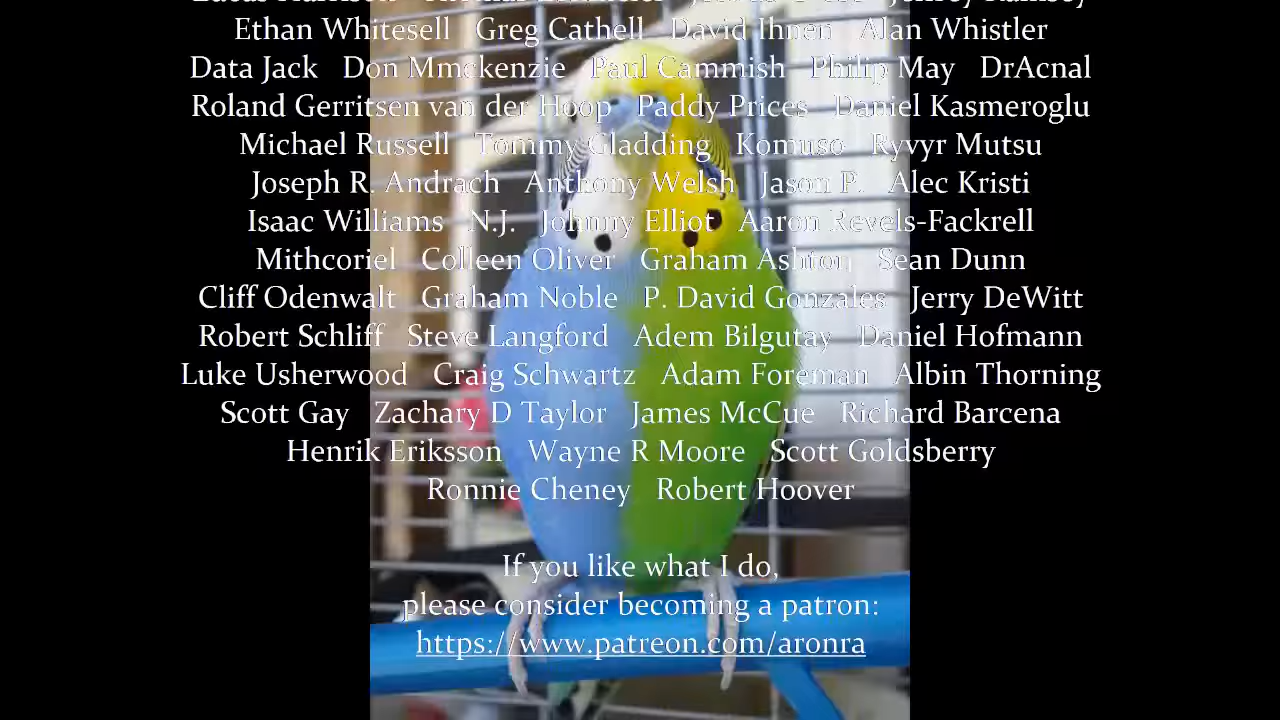 Ethan Whitesell Greg Cathell David Ihnen Alan Whistler
Data Jack Don Mmckenzie Paul Cammish Philip May DrAcnal
Roland Gerritsen van der Hoop Paddy Prices Daniel Kasmeroglu
Michael Russell Tommy Gladding Komuso Ryvyr Mutsu
Joseph R. Andrach Anthony Welsh Jason P. Alec Kristi
Isaac Williams N.J. Johnny Elliot Aaron Revels-Fackrell
Mithcoriel Colleen Oliver Graham Ashton Sean Dunn
Cliff Odenwalt Graham Noble P. David Gonzales Jerry DeWitt
Robert Schliff Steve Langford Adem Bilgutay Daniel Hofmann
Luke Usherwood Craig Schwartz Adam Foreman Albin Thorning
Scott Gay Zachary D Taylor James McCue Richard Barcena
Henrik Eriksson Wayne R Moore Scott Goldsberry
Ronnie Cheney Robert Hoover
If you like what I do,
please consider becoming a patron:
https://www.patreon.com/aronra